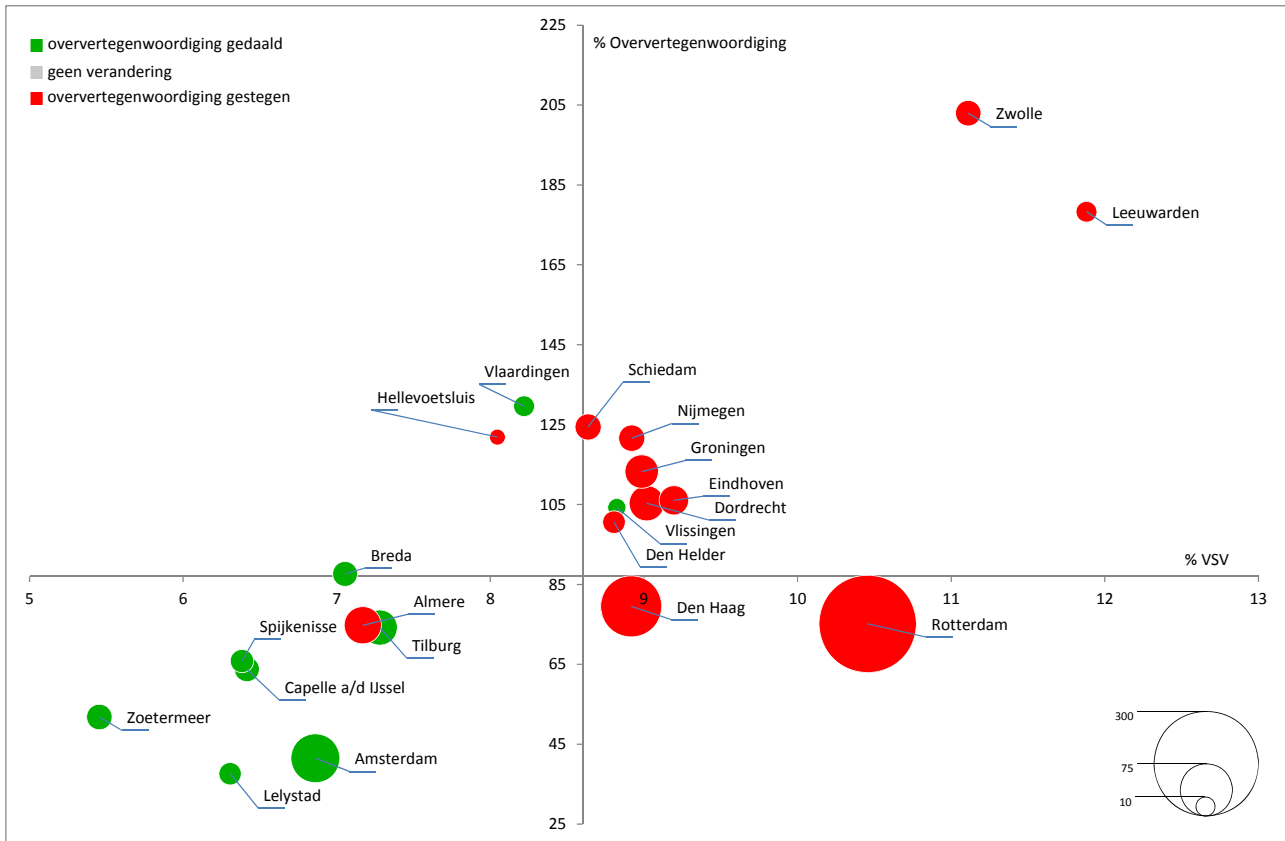 225
% Oververtegenwoordiging
oververtegenwoordiging gedaald
geen verandering
oververtegenwoordiging gestegen
205
Zwolle
185
Leeuwarden
165
145
Vlaardingen
Schiedam
Hellevoetsluis
125
Nijmegen
Groningen
Eindhoven
105
Dordrecht
Vlissingen
Breda
Den Helder
% VSV
85
5 6 7 8 9 10 11 12 13
Almere
Den Haag
Spijkenisse
Tilburg
Rotterdam
65
Capelle a/d IJssel
Zoetermeer
300
45
Amsterdam
75
Lelystad
10
25